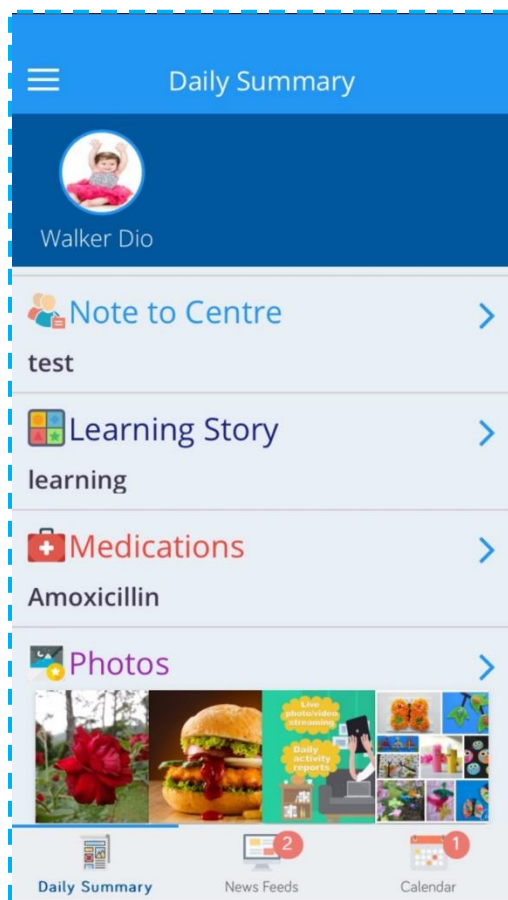 Daily Summary
Walker Dio
Note to Centre
test
Learning Story
learning
Medications
Amoxicillin
Photos
Live
photo/video
streaming
Daily
activity
reports
2
1
Daily Summary
News Feeds
Calendar